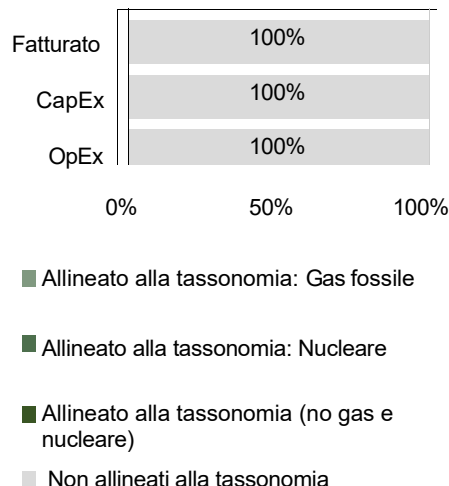 Fatturato 100%
CapEx 100%
OpEx 100%
0% 50% 100%
Allineato alla tassonomia: Gas fossile
Allineato alla tassonomia: Nucleare
Allineato alla tassonomia (no gas e
nucleare)
Non allineati alla tassonomia